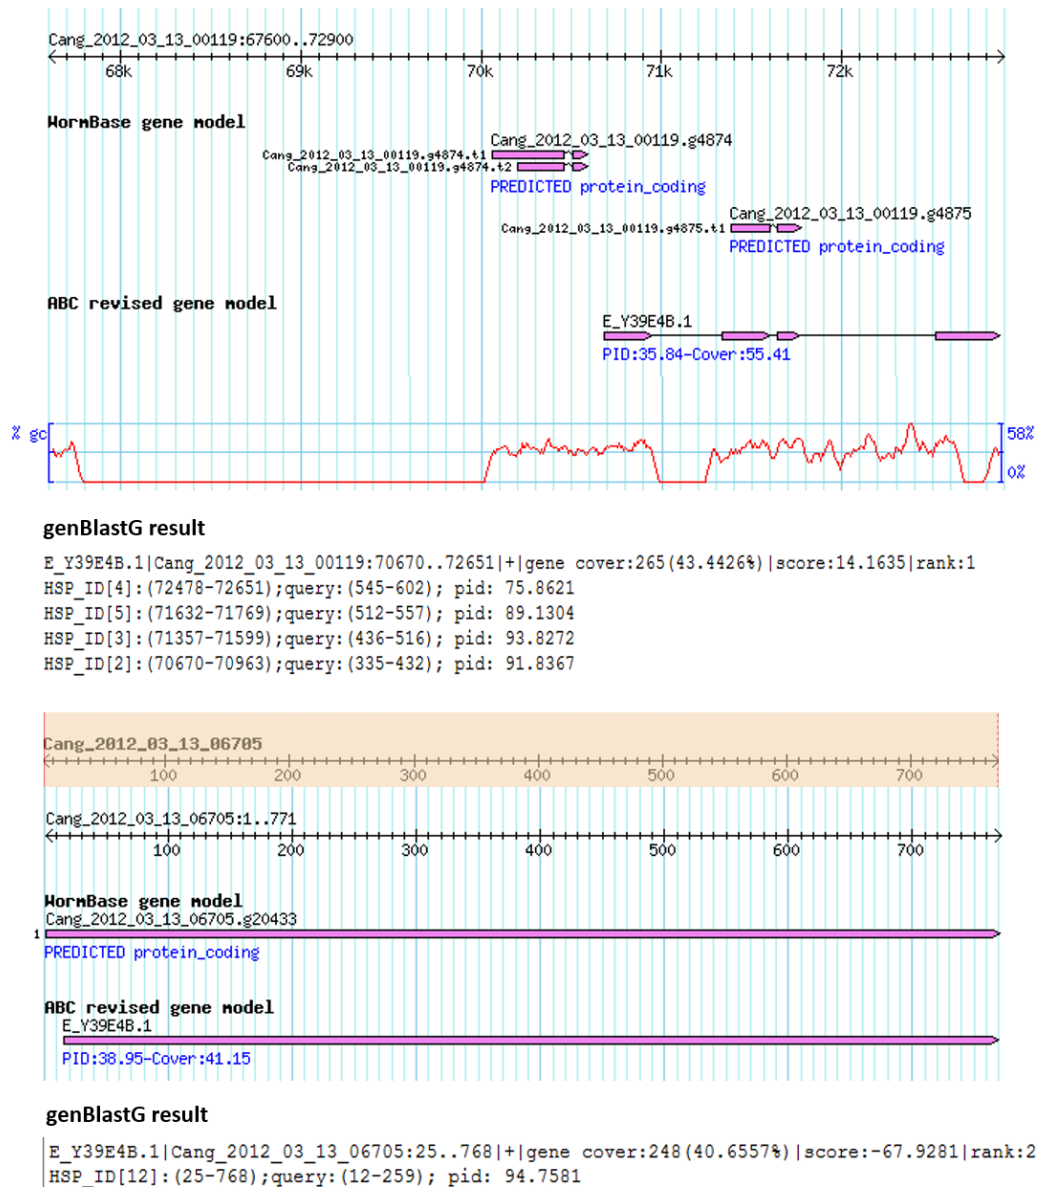 Cang_2012_03_13_00119:67600..72900
68k 69k 70k 71k 72k
WormBase gene model
Cang_2012_03_13_00119.g4874
Cang_2012_03_13_00119.g4874.t1
Cang_2012_03_13_00119.g4874.t2
PREDICTED protein_coding
Cang_2012_03_13_00119.g4875
Cang_2012_03_13_00119.g4875.t1
PREDICTED protein_coding
ABC revised gene model
E_Y39E4B.1
PID:35.84-Cover:55.41
% gc 58%
0%
genBlastG result
E_Y39E4B.1|Cang_2012_03_13_00119:70670..72651|+|gene cover:265(43.4426%)|score:14.1635|rank:1
HSP_ID[4]:(72478-72651);query:(545-602); pid: 75.8621
HSP_ID[5]:(71632-71769);query:(512-557); pid: 89.1304
HSP_ID[3]:(71357-71599);query:(436-516); pid: 93.8272
HSP_ID[2]:(70670-70963);query:(335-432); pid: 91.8367
Cang_2012_03_13_06705
100 200 300 400 500 600 700
Cang_2012_03_13_06705:1..771
100 200 300 400 500 600 700
WormBase gene model
Cang_2012_03_13_06705.g20433
1
PREDICTED protein_coding
ABC revised gene model
E_Y39E4B.1
PID:38.95-Cover:41.15
genBlastG result
E_Y39E4B.1|Cang_2012_03_13_06705:25..768|+|gene cover:248(40.6557%)|score:-67.9281|rank:2
HSP_ID[12]:(25-768);query:(12-259); pid: 94.7581